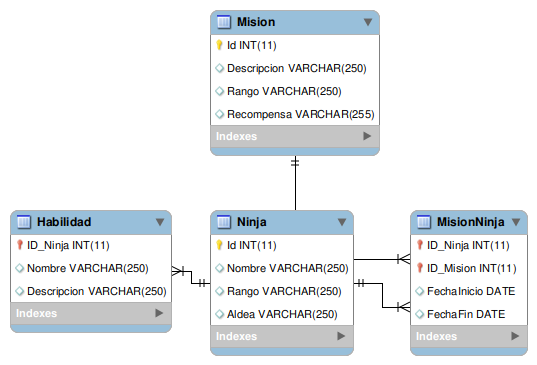 Mision
Id INT(11)
Descripcion VARCHAR(250)
Rango VARCHAR(250)
Recompensa VARCHAR(255)
Indexes
Habilidad
ID_Ninja INT(11)
Nombre VARCHAR(250)
Descripcion VARCHAR(250)
Indexes
Ninja
Id INT(11)
Nombre VARCHAR(250)
Rango VARCHAR(250)
Aldea VARCHAR(250)
Indexes
MisionNinja
ID_Ninja INT(11)
ID_Mision INT(11)
FechaInicio DATE
FechaFin DATE
Indexes